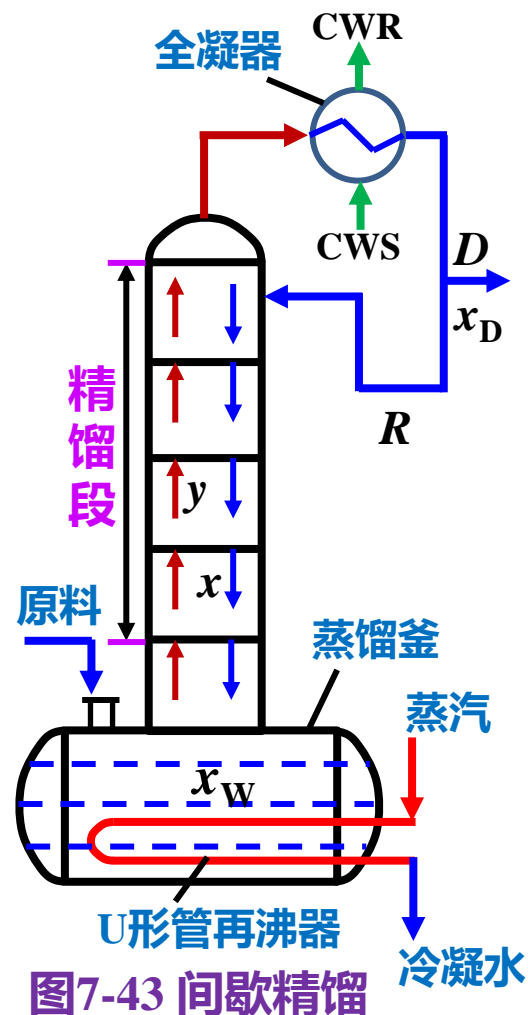 CWR
全凝器
CWS
D
x_D
R
精
馏
段
y
x
原料
蒸馏釜
蒸汽
x_W
U形管再沸器
冷凝水
图7-43 间歇精馏